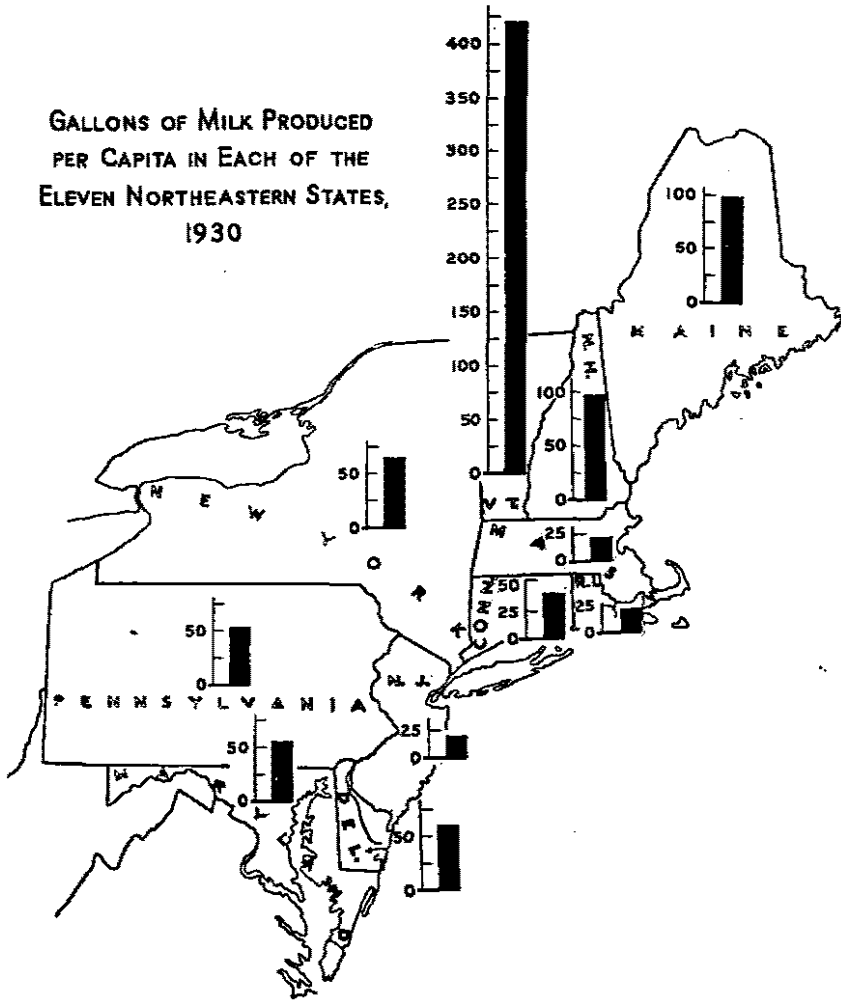 GALLONS OF MILK PRODUCED
PER CAPITA IN EACH OF THE
ELEVEN NORTHEASTERN STATES,
1930
400
350
300
250
200
150
100
50
0
100
50
0
MAINE
N. H.
100
50
0
VT.
NEW YORK
50
0
MASS
25
0
CONN
50
25
0
R.I.
25
0
PENNSYLVANIA
50
0
N. J.
25
0
50
0
DEL.
50
0